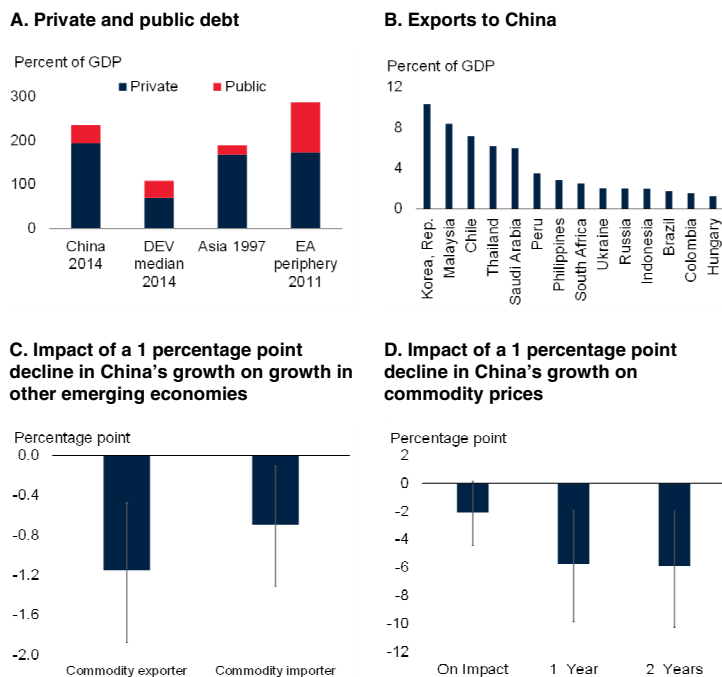 A. Private and public debt
Percent of GDP
Private
Public
300
200
100
0
China
2014
DEV
median
2014
Asia 1997
EA
periphery
2011
B. Exports to China
Percent of GDP
12
8
4
0
Korea, Rep.
Malaysia
Chile
Thailand
Saudi Arabia
Peru
Philippines
South Africa
Ukraine
Russia
Indonesia
Brazil
Colombia
Hungary
C. Impact of a 1 percentage point
decline in China's growth on growth in
other emerging economies
Percentage point
0.0
-0.4
-0.8
-1.2
-1.6
-2.0
Commodity exporter
Commodity importer
D. Impact of a 1 percentage point
decline in China's growth on
commodity prices
Percentage point
2
0
-2
-4
-6
-8
-10
-12
On Impact
1 Year
2 Years